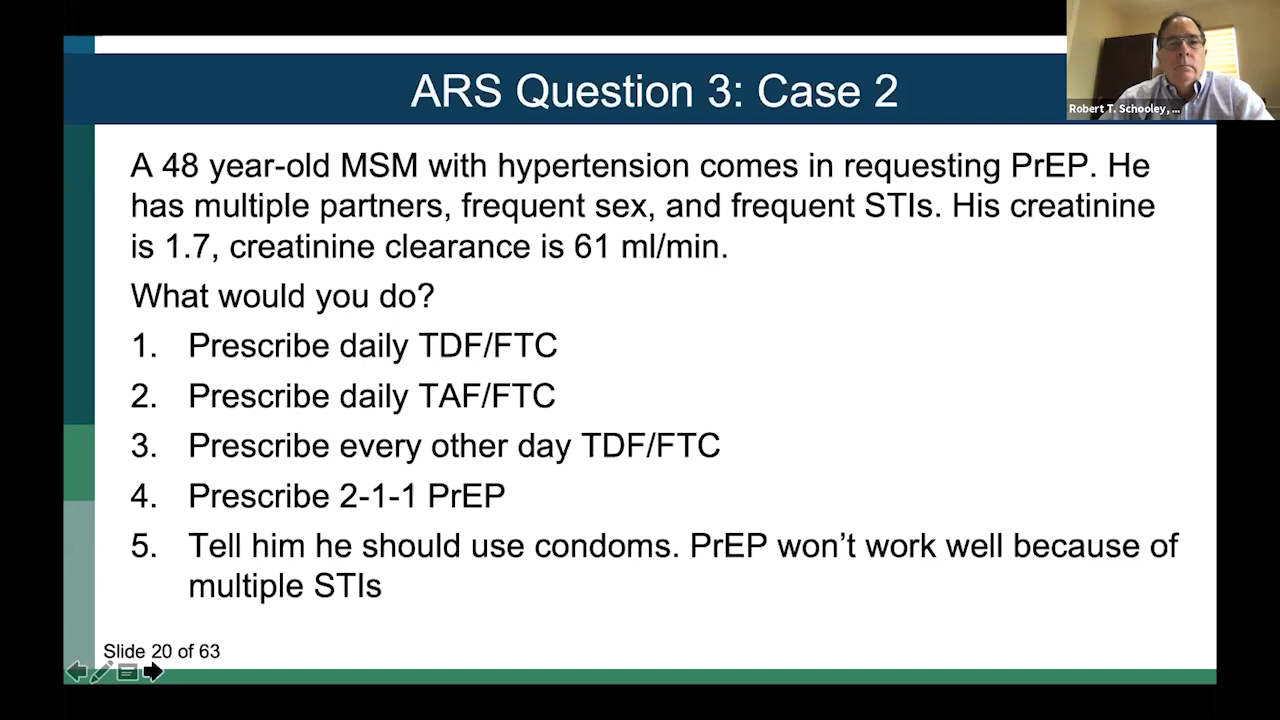 ARS Question 3: Case 2
Robert T. Schooley, ...
A 48 year-old MSM with hypertension comes in requesting PrEP. He
has multiple partners, frequent sex, and frequent STIs. His creatinine
is 1.7, creatinine clearance is 61 ml/min.
What would you do?
1. Prescribe daily TDF/FTC
2. Prescribe daily TAF/FTC
3. Prescribe every other day TDF/FTC
4. Prescribe 2-1-1 PrEP
5. Tell him he should use condoms. PrEP won’t work well because of
multiple STIs
Slide 20 of 63